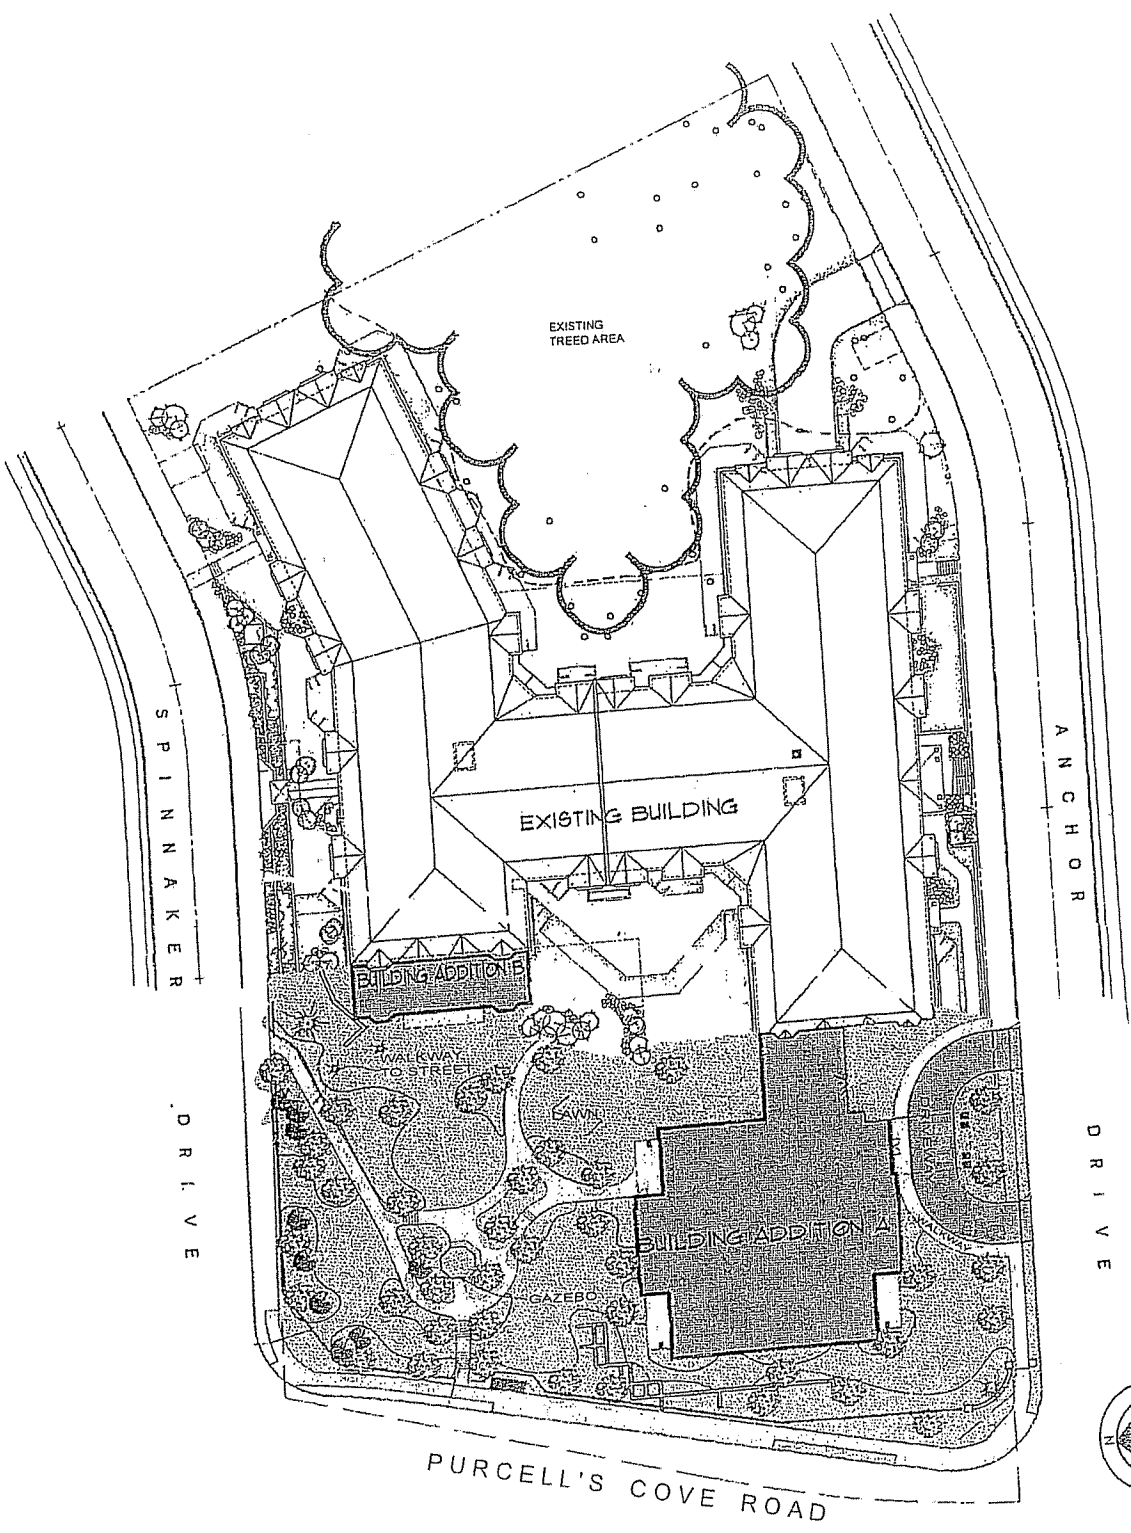 EXISTING
TREED AREA
SPINNAKER
ANCHOR
EXISTING BUILDING
BUILDING ADDITION B
WALKWAY
TO STREET
LAWN
DRIVEWAY
DRIVE
DRIVE
WALK
BUILDING ADDITION A
GAZEBO
N
PURCELL'S COVE ROAD